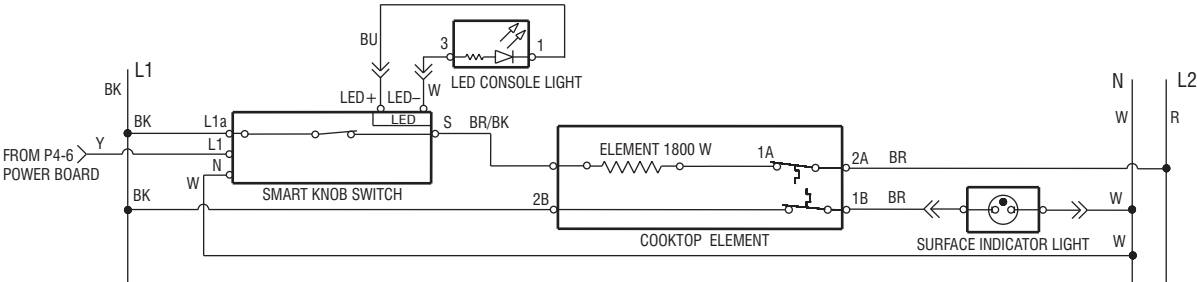 BU
3
1
LED CONSOLE LIGHT
L1
BK
LED+
LED–
W
N
L2
W
R
BK
L1a
LED
S
BR/BK
FROM P4-6
POWER BOARD
Y
L1
N
W
SMART KNOB SWITCH
ELEMENT 1800 W
1A
2A
BR
BK
2B
1B
BR
W
COOKTOP ELEMENT
SURFACE INDICATOR LIGHT
W